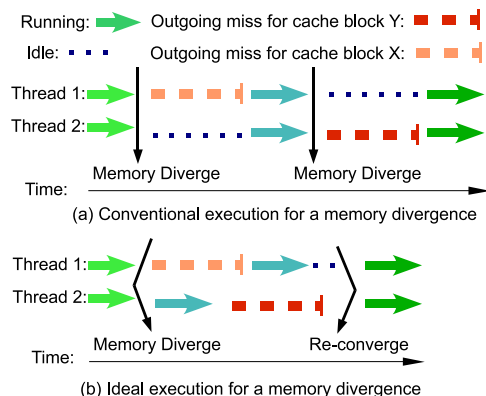 Running: Outgoing miss for cache block Y:
Idle: Outgoing miss for cache block X:
Thread 1:
Thread 2:
Memory Diverge Memory Diverge
Time:
(a) Conventional execution for a memory divergence
Thread 1:
Thread 2:
Memory Diverge Re-converge
Time:
(b) Ideal execution for a memory divergence